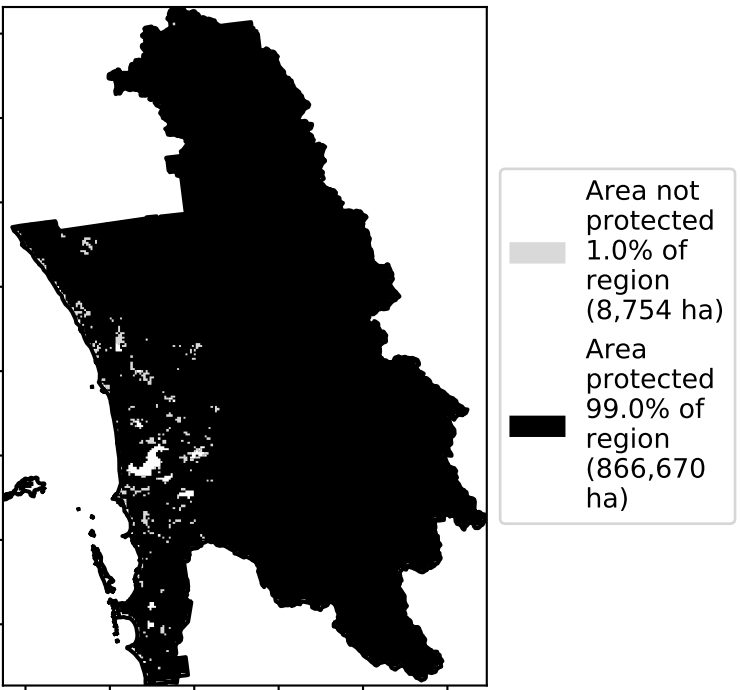 Area not
protected
1.0% of
region
(8,754 ha)
Area
protected
99.0% of
region
(866,670
ha)